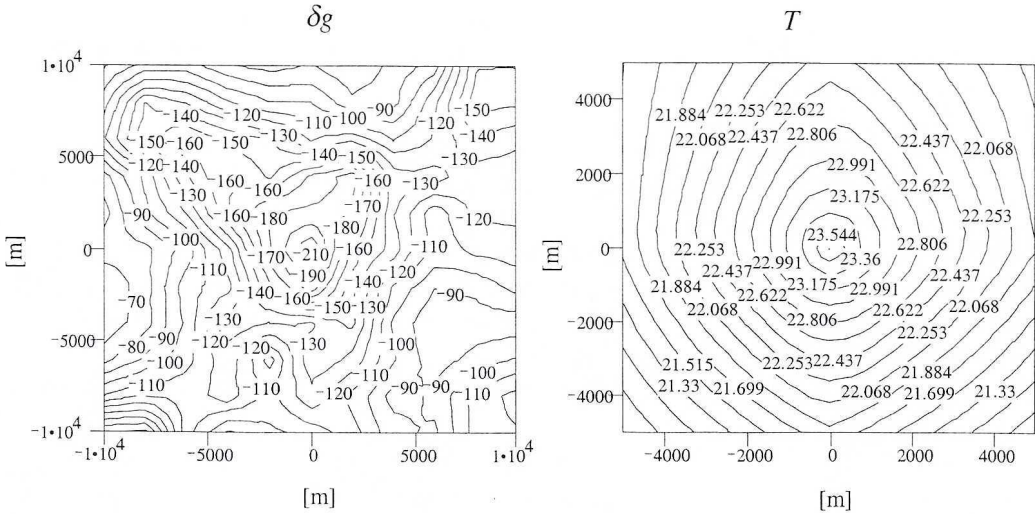 δg
T
1•10⁴
5000
0
−5000
−1•10⁴
[m]
−1•10⁴
−5000
0
5000
1•10⁴
[m]
−140 −120 −110 −100 −90 −150
−150 −160 −150 −130 −120 −140
−120 −140 −140 −150 −130
−130 −160 −160 −160 −130
−90 −160 −180 −170 −120
−100 −180
−110 −170 −210 −160 −110
−190 −120
−70 −140 −160 −140 −90
−150 −130
−90 −130 −130 −100
−80 −120 −120 −130
−100 −110 −100
−110 −110 −120 −90 −90 −110
4000
2000
0
−2000
−4000
[m]
−4000
−2000
0
2000
4000
[m]
21.884 22.253 22.622
22.068 22.437 22.806 22.437 22.068
22.991 22.622
23.175
22.253
23.544
22.253 23.36 22.806
22.437 22.991 22.437
21.884 22.622 23.175 22.991
22.068 22.806 22.622 22.068
22.253
21.515 22.253 22.437 21.884
21.33 21.699 22.068 21.699 21.33